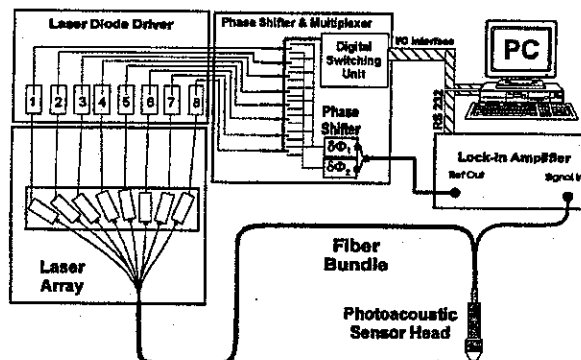 Laser Diode Driver
Phase Shifter & Multiplexer
Digital
Switching
Unit
I/O Interface
PC
1 2 3 4 5 6 7 8
Phase
Shifter
δΦ1
δΦ2
RS 232
Lock-In Amplifier
Ref Out
Signal In
Laser
Array
Fiber
Bundle
Photoacoustic
Sensor Head